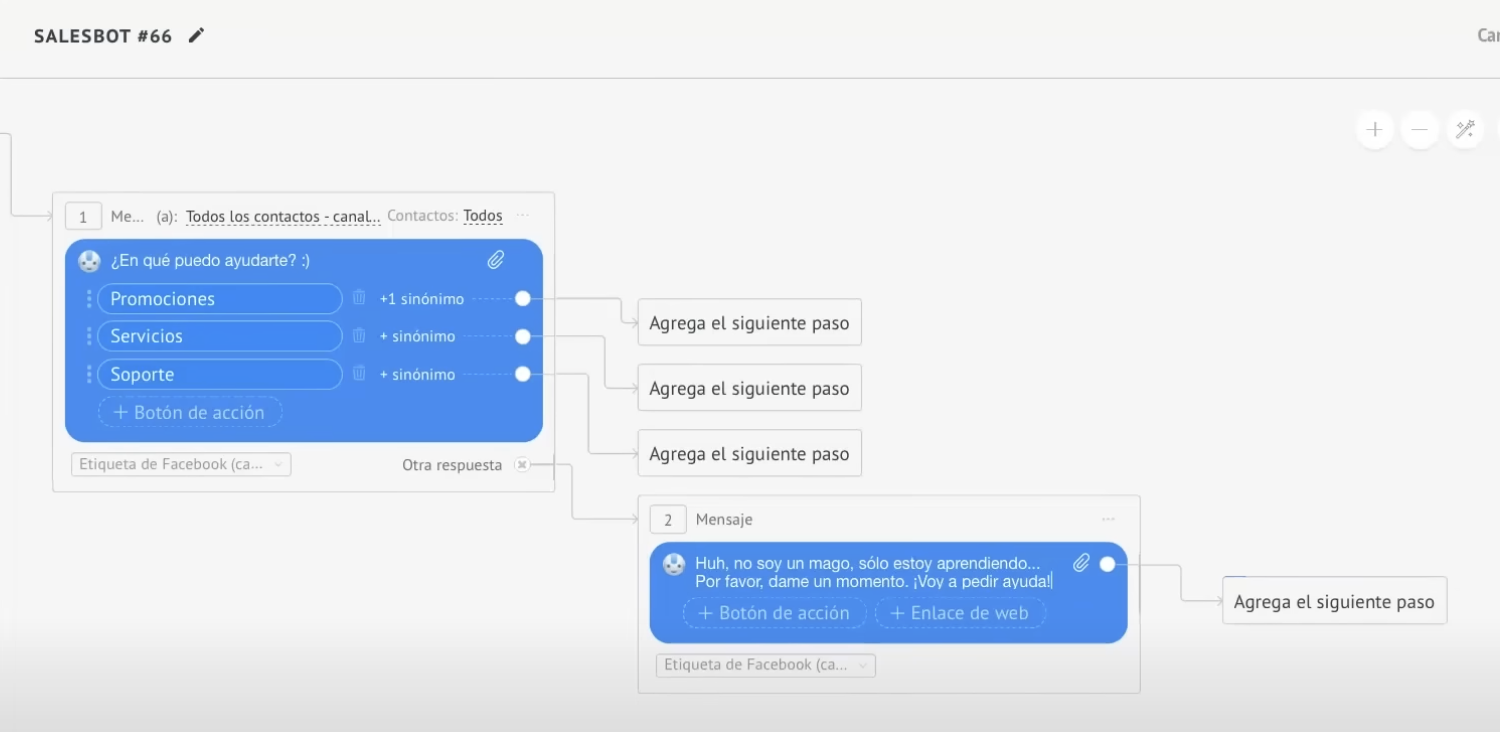 SALESBOT #66
1 Me... (a): Todos los contactos - canal... Contactos: Todos ...
¿En qué puedo ayudarte? :)
Promociones +1 sinónimo
Servicios + sinónimo
Soporte + sinónimo
+ Botón de acción
Etiqueta de Facebook (ca... Otra respuesta
Agrega el siguiente paso
Agrega el siguiente paso
Agrega el siguiente paso
2 Mensaje ...
Huh, no soy un mago, sólo estoy aprendiendo...
Por favor, dame un momento. ¡Voy a pedir ayuda!
+ Botón de acción + Enlace de web
Etiqueta de Facebook (ca...
Agrega el siguiente paso